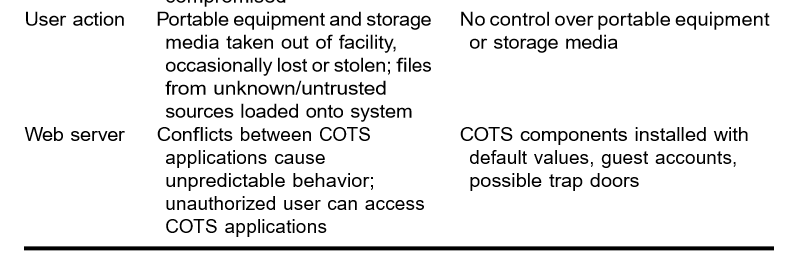 compromised
User action Portable equipment and storage No control over portable equipment
media taken out of facility, or storage media
occasionally lost or stolen; files
from unknown/untrusted
sources loaded onto system
Web server Conflicts between COTS COTS components installed with
applications cause default values, guest accounts,
unpredictable behavior; possible trap doors
unauthorized user can access
COTS applications